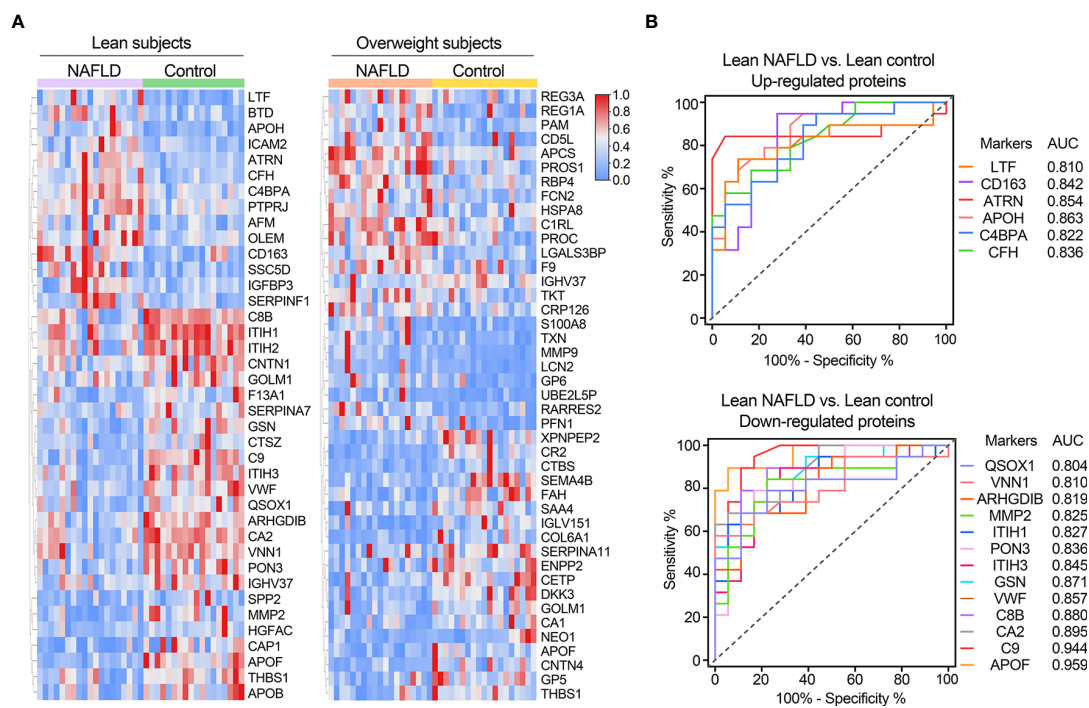 A
Lean subjects
NAFLD Control
LTF
BTD
APOH
ICAM2
ATRN
CFH
C4BPA
PTPRJ
AFM
OLEM
CD163
SSC5D
IGFBP3
SERPINF1
C8B
ITIH1
ITIH2
CNTN1
GOLM1
F13A1
SERPINA7
GSN
CTSZ
C9
ITIH3
VWF
QSOX1
ARHGDIB
CA2
VNN1
PON3
IGHV37
SPP2
MMP2
HGFAC
CAP1
APOF
THBS1
APOB
Overweight subjects
NAFLD Control
REG3A
REG1A
PAM
CD5L
APCS
PROS1
RBP4
FCN2
HSPA8
C1RL
PROC
LGALS3BP
F9
IGHV37
TKT
CRP126
S100A8
TXN
MMP9
LCN2
GP6
UBE2L5P
RARRES2
PFN1
XPNPEP2
CR2
CTBS
SEMA4B
FAH
SAA4
IGLV151
COL6A1
SERPINA11
ENPP2
CETP
DKK3
GOLM1
CA1
NEO1
APOF
CNTN4
GP5
THBS1
1.0
0.8
0.6
0.4
0.2
0.0
B
Lean NAFLD vs. Lean control
Up-regulated proteins
Sensitivity %
100
80
60
40
20
0
0 20 40 60 80 100
100% - Specificity %
Markers AUC
LTF 0.810
CD163 0.842
ATRN 0.854
APOH 0.863
C4BPA 0.822
CFH 0.836
Lean NAFLD vs. Lean control
Down-regulated proteins
Sensitivity %
100
80
60
40
20
0
0 20 40 60 80 100
100% - Specificity %
Markers AUC
QSOX1 0.804
VNN1 0.810
ARHGDIB 0.819
MMP2 0.825
ITIH1 0.827
PON3 0.836
ITIH3 0.845
GSN 0.871
VWF 0.857
C8B 0.880
CA2 0.895
C9 0.944
APOF 0.959